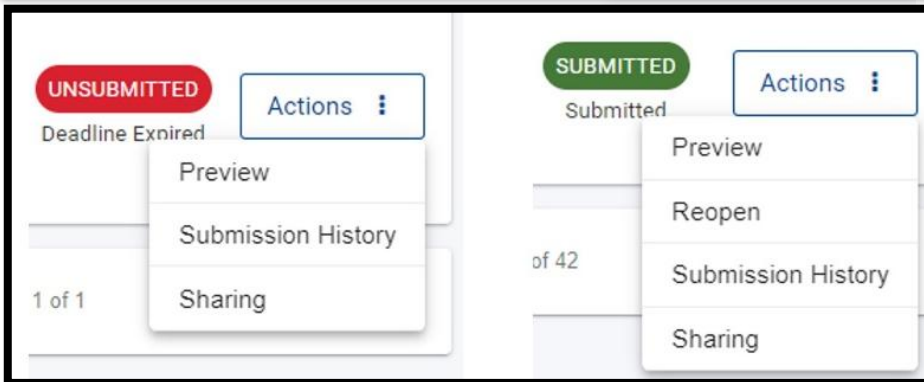 UNSUBMITTED
Actions
Deadline Expired
Preview
Submission History
Sharing
1 of 1
SUBMITTED
Actions
Submitted
Preview
Reopen
of 42
Submission History
Sharing